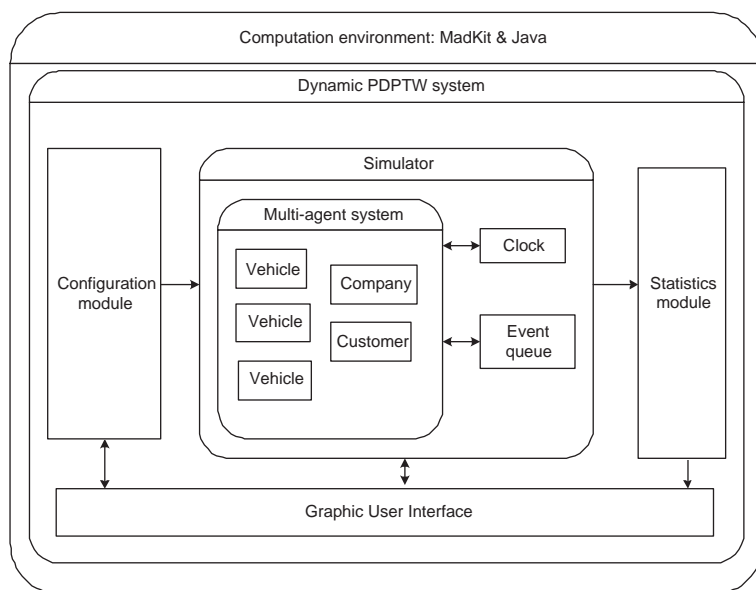 Computation environment: MadKit & Java
Dynamic PDPTW system
Simulator
Multi-agent system
Vehicle
Vehicle
Vehicle
Company
Customer
Clock
Event
queue
Configuration
module
Statistics
module
Graphic User Interface